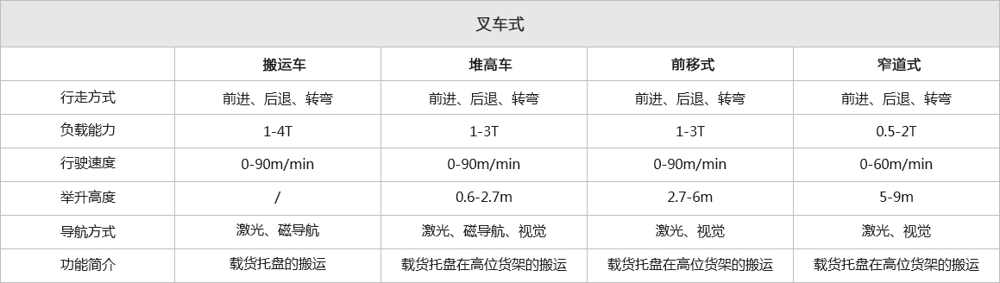 叉车式
搬运车 堆高车 前移式 窄道式
行走方式 前进、后退、转弯 前进、后退、转弯 前进、后退、转弯 前进、后退、转弯
负载能力 1-4T 1-3T 1-3T 0.5-2T
行驶速度 0-90m/min 0-90m/min 0-90m/min 0-60m/min
举升高度 / 0.6-2.7m 2.7-6m 5-9m
导航方式 激光、磁导航 激光、磁导航、视觉 激光、视觉 激光、视觉
功能简介 载货托盘的搬运 载货托盘在高位货架的搬运 载货托盘在高位货架的搬运 载货托盘在高位货架的搬运